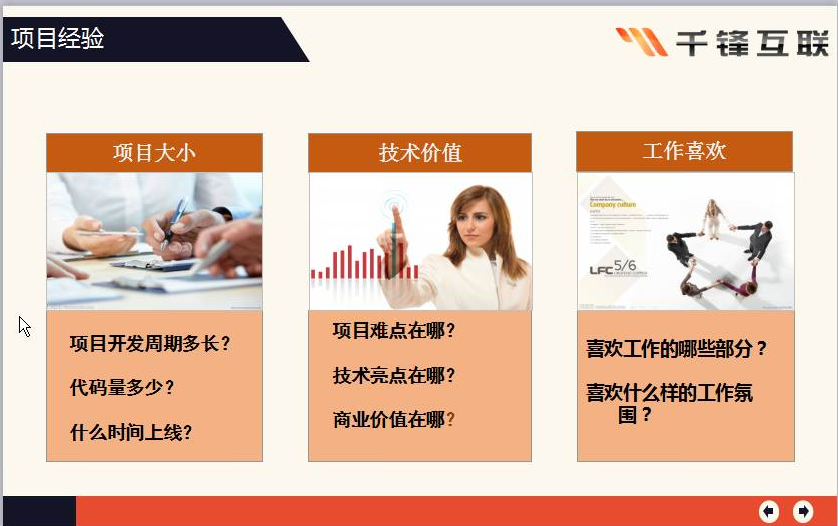 项目经验
千锋互联
项目大小
项目开发周期多长?
代码量多少?
什么时间上线?
技术价值
项目难点在哪?
技术亮点在哪?
商业价值在哪?
工作喜欢
Company culture
LFC 5/6
喜欢工作的哪些部分?
喜欢什么样的工作氛
围?